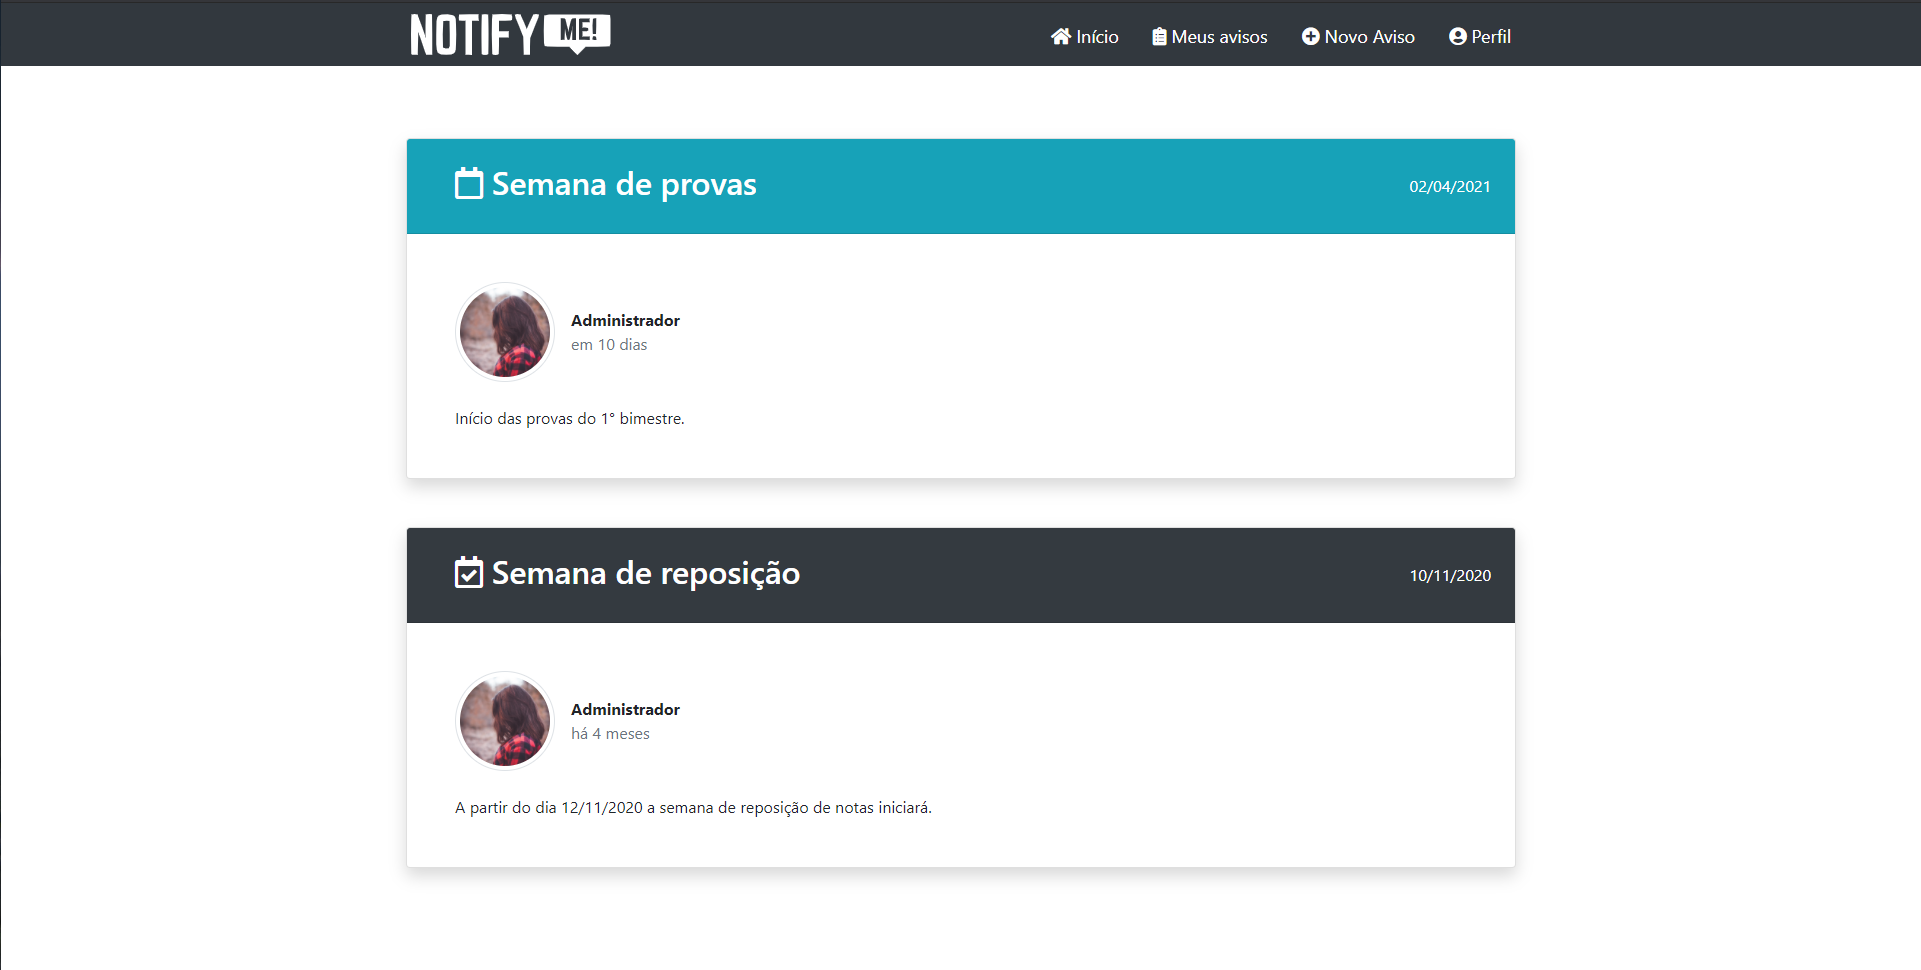 NOTIFY ME!
Início Meus avisos Novo Aviso Perfil
Semana de provas 02/04/2021
Administrador
em 10 dias
Início das provas do 1° bimestre.
Semana de reposição 10/11/2020
Administrador
há 4 meses
A partir do dia 12/11/2020 a semana de reposição de notas iniciará.